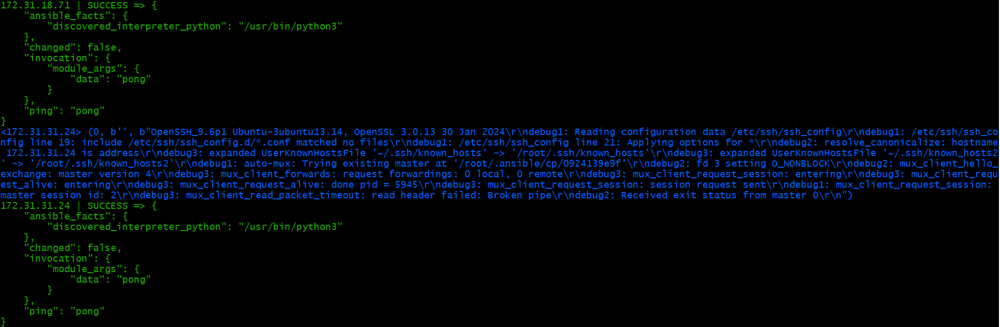 172.31.18.71 | SUCCESS => {
    "ansible_facts": {
        "discovered_interpreter_python": "/usr/bin/python3"
    },
    "changed": false,
    "invocation": {
        "module_args": {
            "data": "pong"
        }
    },
    "ping": "pong"
}
<172.31.31.24> (0, b'', b"OpenSSH_9.6p1 Ubuntu-3ubuntu13.14, OpenSSL 3.0.13 30 Jan 2024\r\ndebug1: Reading configuration data /etc/ssh/ssh_config\r\ndebug1: /etc/ssh/ssh_co
nfig line 19: include /etc/ssh/ssh_config.d/*.conf matched no files\r\ndebug1: /etc/ssh/ssh_config line 21: Applying options for *\r\ndebug2: resolve_canonicalize: hostname
 172.31.31.24 is address\r\ndebug3: expanded UserKnownHostsFile '~/.ssh/known_hosts' -> '/root/.ssh/known_hosts'\r\ndebug3: expanded UserKnownHostsFile '~/.ssh/known_hosts2
' -> '/root/.ssh/known_hosts2'\r\ndebug1: auto-mux: Trying existing master at '/root/.ansible/cp/0924139e9f'\r\ndebug2: fd 3 setting O_NONBLOCK\r\ndebug2: mux_client_hello_
exchange: master version 4\r\ndebug3: mux_client_forwards: request forwardings: 0 local, 0 remote\r\ndebug3: mux_client_request_session: entering\r\ndebug3: mux_client_requ
est_alive: entering\r\ndebug3: mux_client_request_alive: done pid = 5945\r\ndebug3: mux_client_request_session: session request sent\r\ndebug1: mux_client_request_session:
master session id: 2\r\ndebug3: mux_client_read_packet_timeout: read header failed: Broken pipe\r\ndebug2: Received exit status from master 0\r\n")
172.31.31.24 | SUCCESS => {
    "ansible_facts": {
        "discovered_interpreter_python": "/usr/bin/python3"
    },
    "changed": false,
    "invocation": {
        "module_args": {
            "data": "pong"
        }
    },
    "ping": "pong"
}